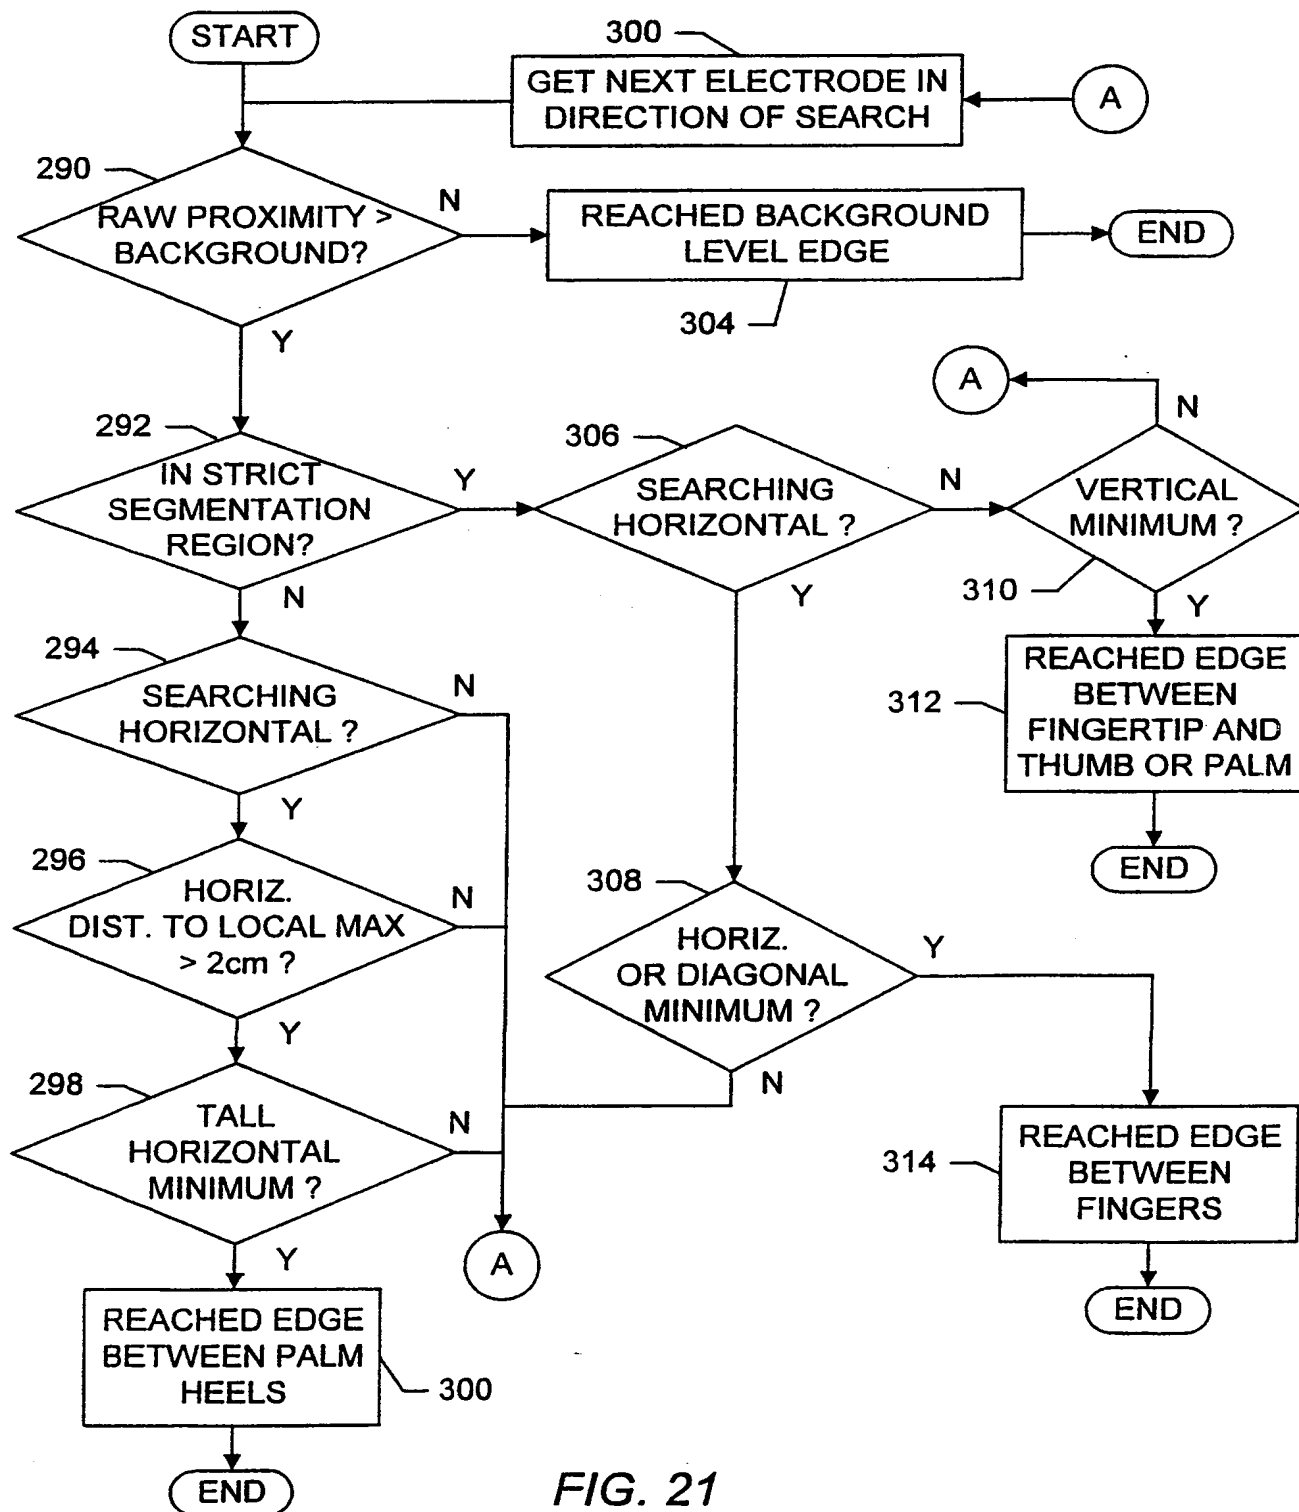 START
300
GET NEXT ELECTRODE IN
DIRECTION OF SEARCH
A
290
RAW PROXIMITY >
BACKGROUND?
N
REACHED BACKGROUND
LEVEL EDGE
END
304
Y
A
N
292
IN STRICT
SEGMENTATION
REGION?
Y
306
SEARCHING
HORIZONTAL ?
N
VERTICAL
MINIMUM ?
310
Y
N
Y
294
SEARCHING
HORIZONTAL ?
N
312
REACHED EDGE
BETWEEN
FINGERTIP AND
THUMB OR PALM
END
Y
296
HORIZ.
DIST. TO LOCAL MAX
> 2cm ?
N
308
HORIZ.
OR DIAGONAL
MINIMUM ?
Y
N
Y
298
TALL
HORIZONTAL
MINIMUM ?
N
314
REACHED EDGE
BETWEEN
FINGERS
END
Y
A
REACHED EDGE
BETWEEN PALM
HEELS
300
END
FIG. 21